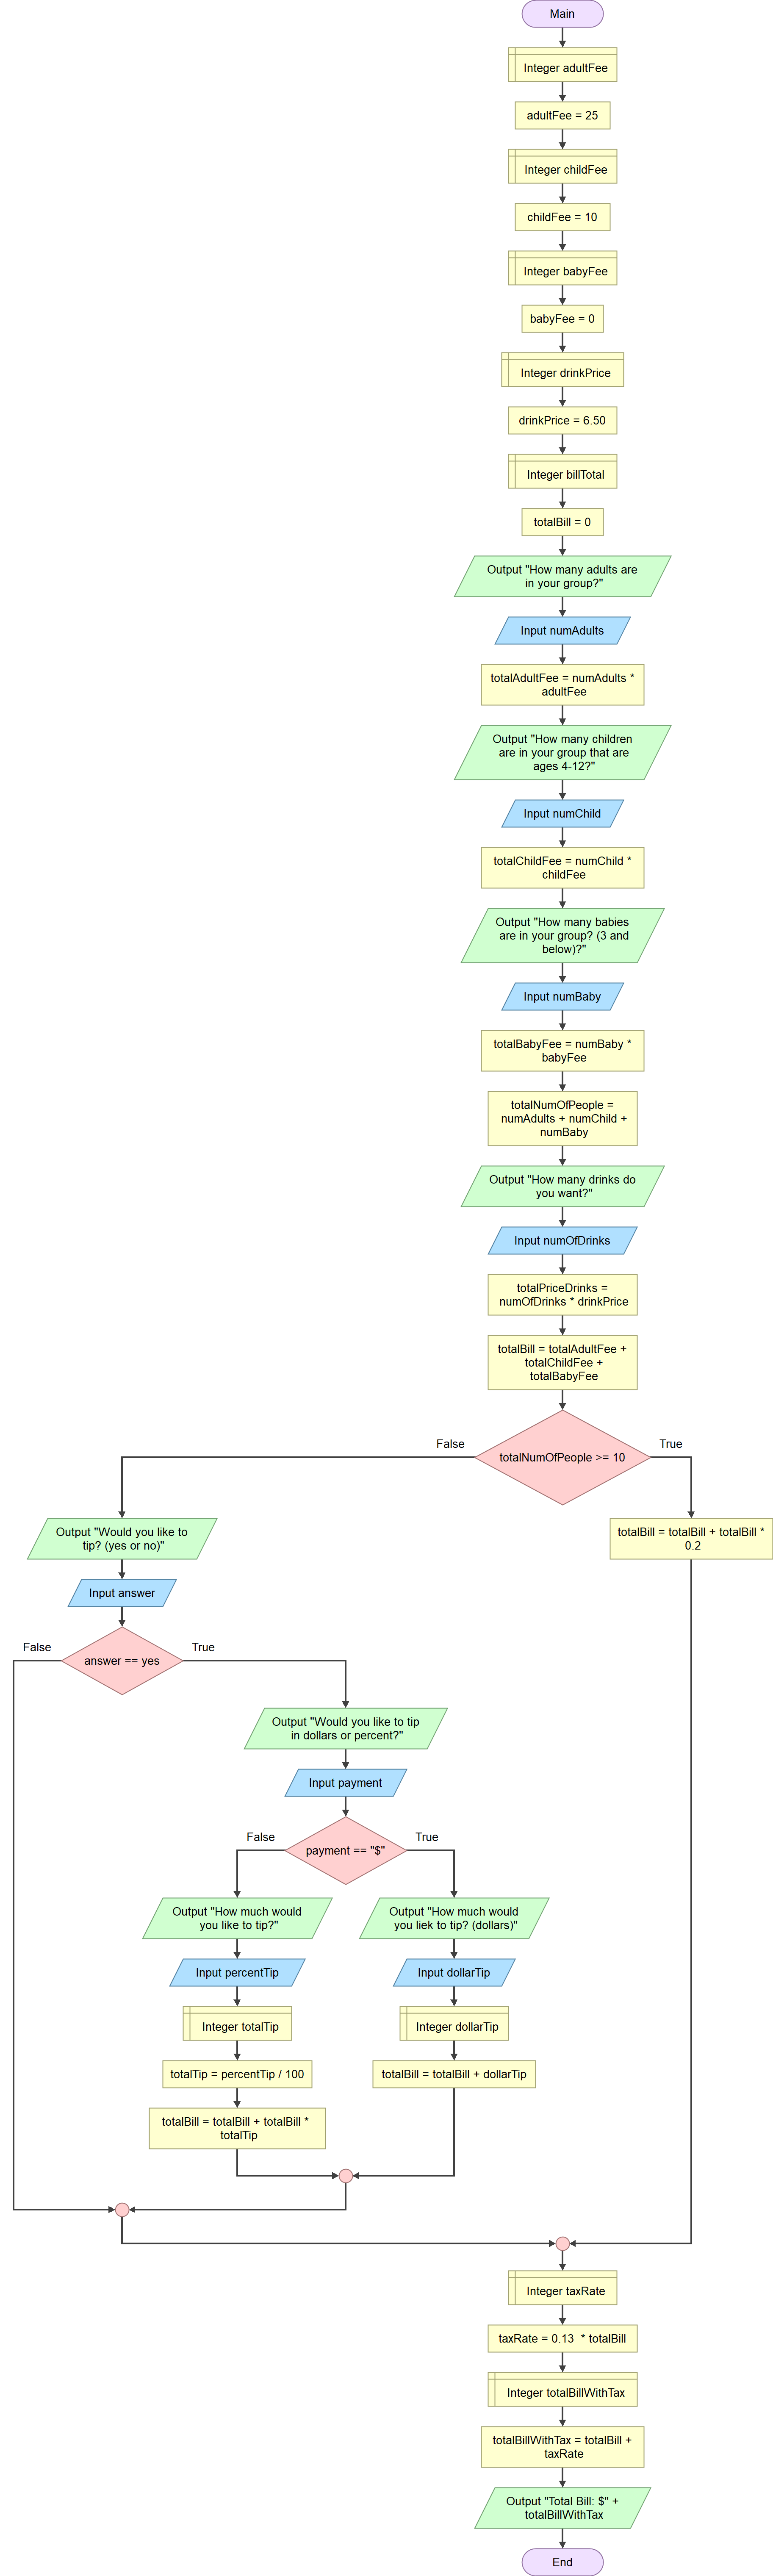 Main
Integer adultFee
adultFee = 25
Integer childFee
childFee = 10
Integer babyFee
babyFee = 0
Integer drinkPrice
drinkPrice = 6.50
Integer billTotal
totalBill = 0
Output "How many adults are
in your group?"
Input numAdults
totalAdultFee = numAdults *
adultFee
Output "How many children
are in your group that are
ages 4-12?"
Input numChild
totalChildFee = numChild *
childFee
Output "How many babies
are in your group? (3 and
below)?"
Input numBaby
totalBabyFee = numBaby *
babyFee
totalNumOfPeople =
numAdults + numChild +
numBaby
Output "How many drinks do
you want?"
Input numOfDrinks
totalPriceDrinks =
numOfDrinks * drinkPrice
totalBill = totalAdultFee +
totalChildFee +
totalBabyFee
False
True
totalNumOfPeople >= 10
Output "Would you like to
tip? (yes or no)"
totalBill = totalBill + totalBill *
0.2
Input answer
False
True
answer == yes
Output "Would you like to tip
in dollars or percent?"
Input payment
False
True
payment == "$"
Output "How much would
you like to tip?"
Output "How much would
you liek to tip? (dollars)"
Input percentTip
Input dollarTip
Integer totalTip
Integer dollarTip
totalTip = percentTip / 100
totalBill = totalBill + dollarTip
totalBill = totalBill + totalBill *
totalTip
Integer taxRate
taxRate = 0.13  * totalBill
Integer totalBillWithTax
totalBillWithTax = totalBill +
taxRate
Output "Total Bill: $" +
totalBillWithTax
End